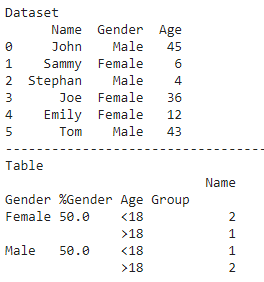 Dataset
Name Gender Age
0 John Male 45
1 Sammy Female 6
2 Stephan Male 4
3 Joe Female 36
4 Emily Female 12
5 Tom Male 43
----------------------------------
Table
Name
Gender %Gender Age Group
Female 50.0 <18 2
>18 1
Male 50.0 <18 1
>18 2